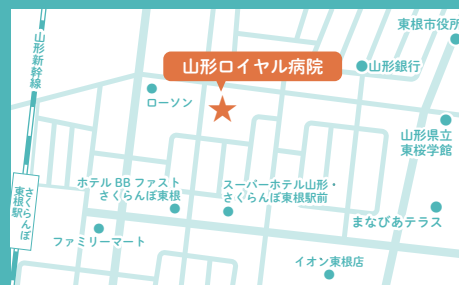 東根市役所
山形新幹線
山形ロイヤル病院
山形銀行
ローソン
山形県立
東桜学館
ホテル BB ファスト
さくらんぼ東根
スーパーホテル山形・
さくらんぼ東根駅前
さくらんぼ
東根駅
まなびあテラス
ファミリーマート
イオン東根店